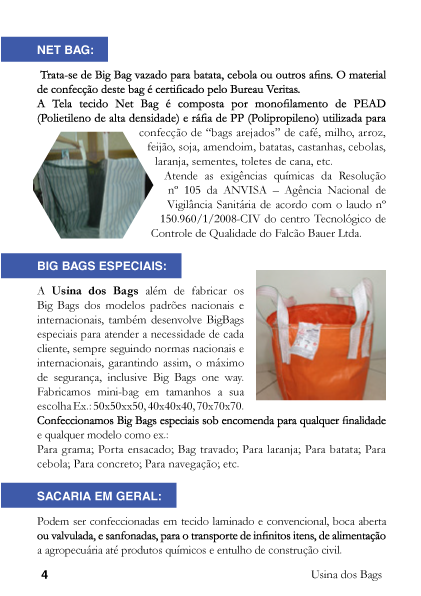 NET BAG:
Trata-se de Big Bag vazado para batata, cebola ou outros afins. O material
de confecção deste bag é certificado pelo Bureau Veritas.
A Tela tecido Net Bag é composta por monofilamento de PEAD
(Polietileno de alta densidade) e ráfia de PP (Polipropileno) utilizada para
confecção de “bags arejados” de café, milho, arroz,
feijão, soja, amendoim, batatas, castanhas, cebolas,
laranja, sementes, toletes de cana, etc.
Atende as exigências químicas da Resolução
nº 105 da ANVISA – Agência Nacional de
Vigilância Sanitária de acordo com o laudo nº
150.960/1/2008-CIV do centro Tecnológico de
Controle de Qualidade do Falcão Bauer Ltda.
BIG BAGS ESPECIAIS:
A Usina dos Bags além de fabricar os
Big Bags dos modelos padrões nacionais e
internacionais, também desenvolve BigBags
especiais para atender a necessidade de cada
cliente, sempre seguindo normas nacionais e
internacionais, garantindo assim, o máximo
de segurança, inclusive Big Bags one way.
Fabricamos mini-bag em tamanhos a sua
escolha Ex.: 50x50xx50, 40x40x40, 70x70x70.
Confeccionamos Big Bags especiais sob encomenda para qualquer finalidade
e qualquer modelo como ex.:
Para grama; Porta ensacado; Bag travado; Para laranja; Para batata; Para
cebola; Para concreto; Para navegação; etc.
SACARIA EM GERAL:
Podem ser confeccionadas em tecido laminado e convencional, boca aberta
ou valvulada, e sanfonadas, para o transporte de infinitos itens, de alimentação
a agropecuária até produtos químicos e entulho de construção civil.
4
Usina dos Bags